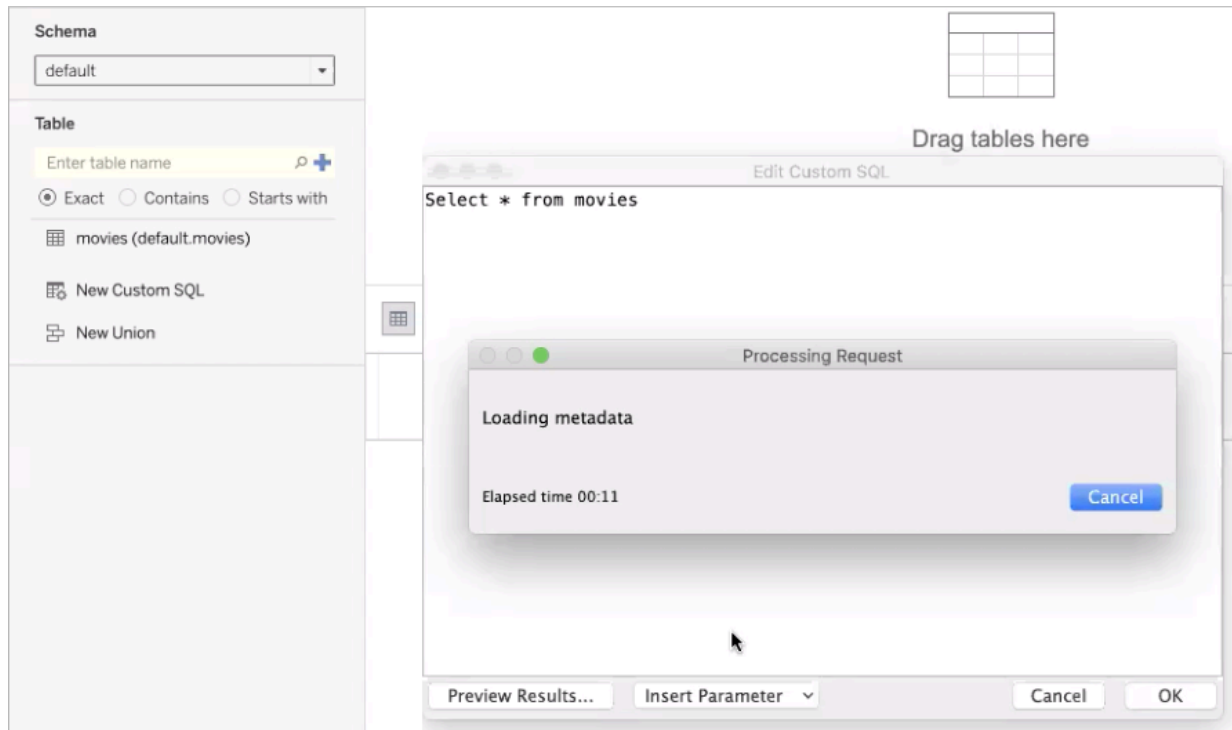 Schema
default
Table
Enter table name
Exact Contains Starts with
movies (default.movies)
New Custom SQL
New Union
Drag tables here
Edit Custom SQL
Select * from movies
Processing Request
Loading metadata
Elapsed time 00:11
Cancel
Preview Results...
Insert Parameter
Cancel
OK